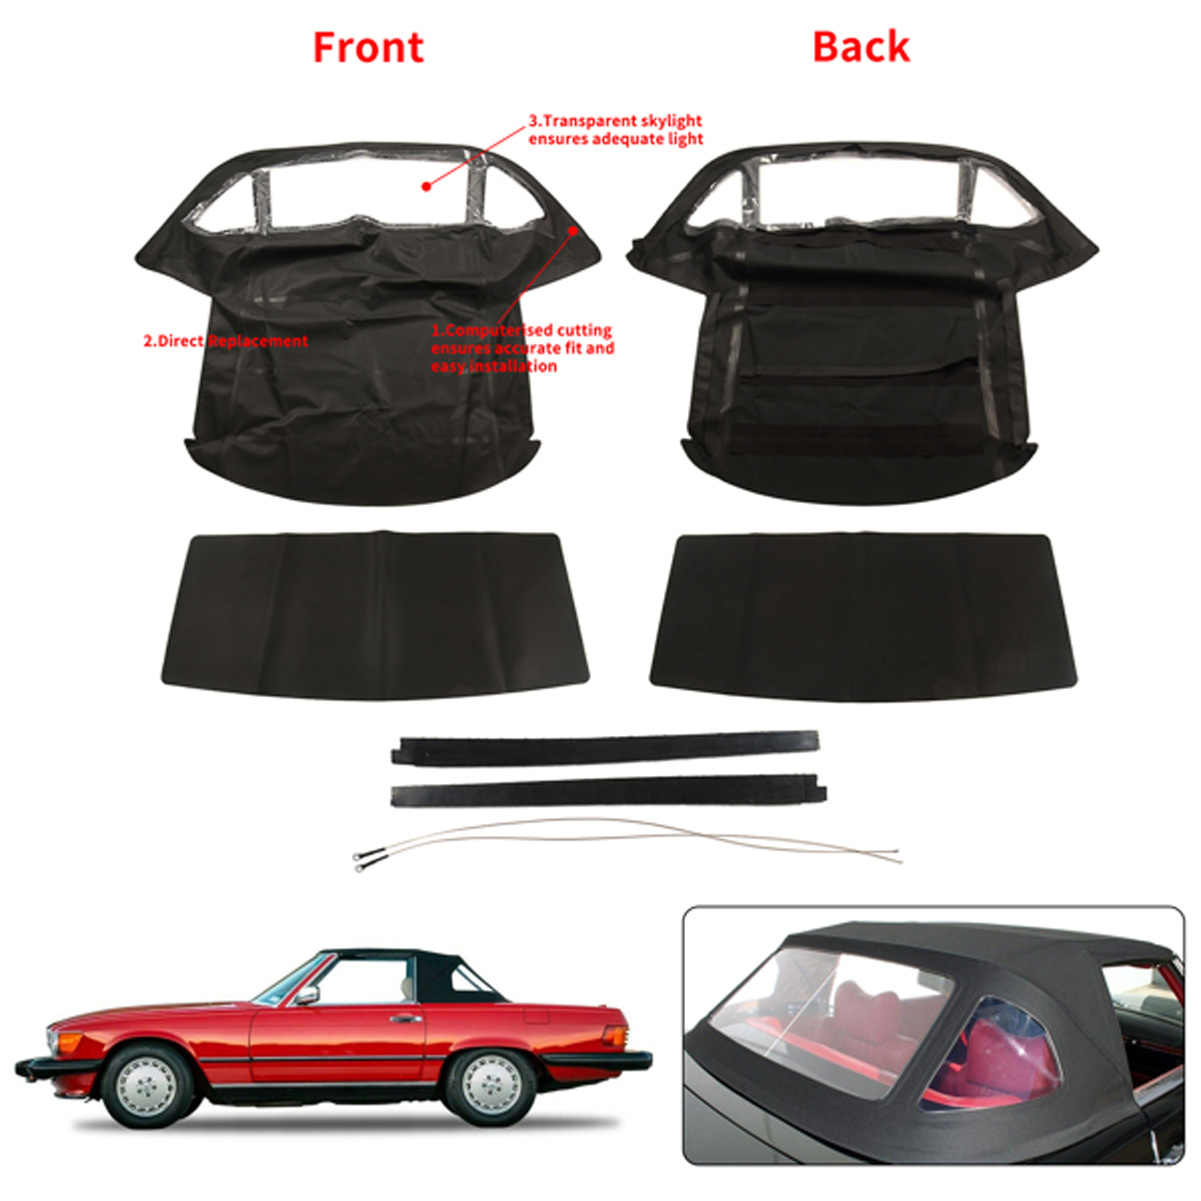 Front
Back
3.Transparent skylight
ensures adequate light
2.Direct Replacement
1.Computerised cutting
ensures accurate fit and
easy installation